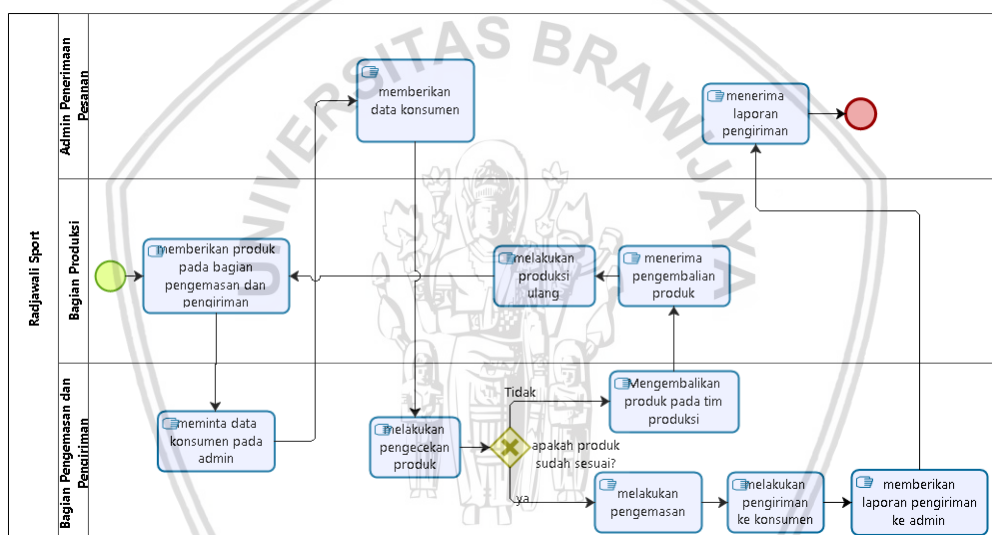 UNIVERSITAS BRAWIJAYA
Radjawali Sport
Admin Penerimaan
Pesanan
memberikan
data konsumen
menerima
laporan
pengiriman
Bagian Produksi
memberikan produk
pada bagian
pengemasan dan
pengiriman
melakukan
produksi
ulang
menerima
pengembalian
produk
Bagian Pengemasan dan
Pengiriman
meminta data
konsumen pada
admin
melakukan
pengecekan
produk
Tidak
apakah produk
sudah sesuai?
ya
Mengembalikan
produk pada tim
produksi
melakukan
pengemasan
melakukan
pengiriman
ke konsumen
memberikan
laporan pengiriman
ke admin